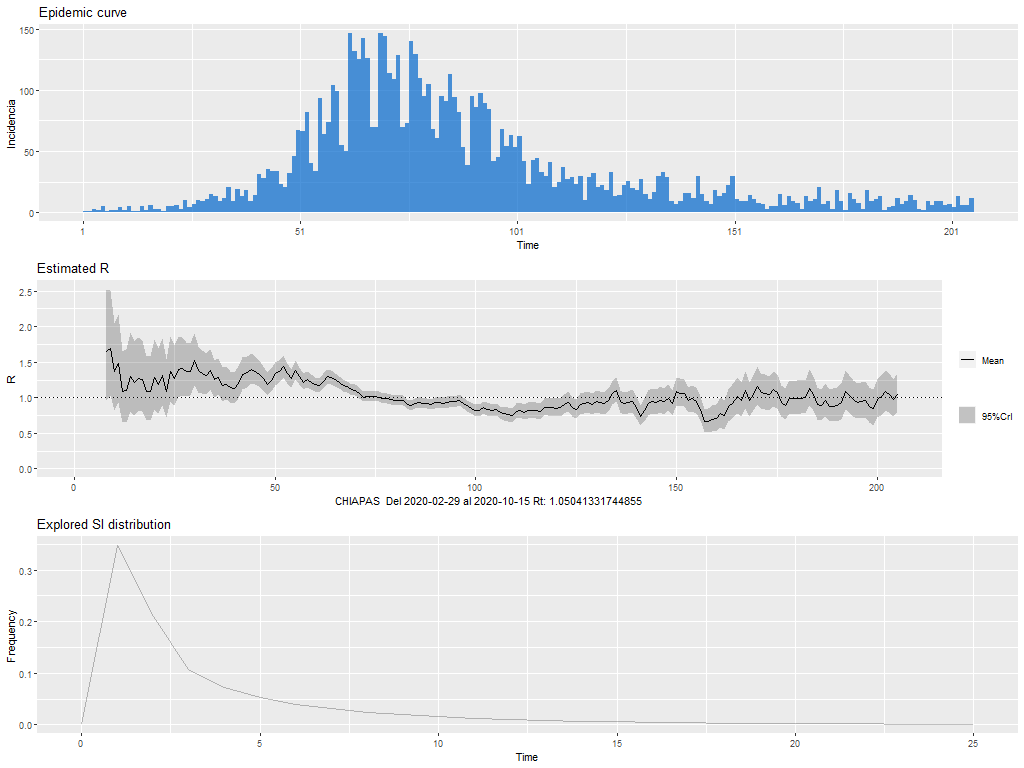 Epidemic curve
Incidencia
150
100
50
0
1
51
101
151
201
Time
Estimated R
R
2.5
2.0
1.5
1.0
0.5
0.0
0
50
100
150
200
Mean
95%CrI
CHIAPAS Del 2020-02-29 al 2020-10-15 Rt: 1.05041331744855
Explored SI distribution
Frequency
0.3
0.2
0.1
0.0
0
5
10
15
20
25
Time